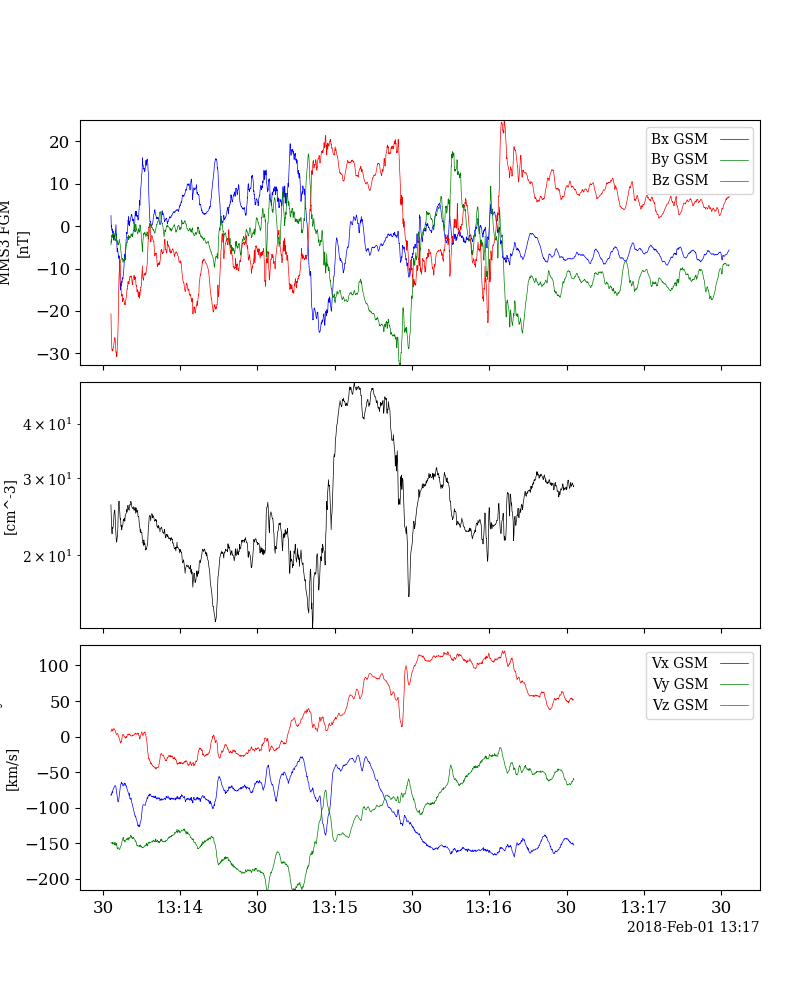 MMS3 FGM
[nT]
20
10
0
−10
−20
−30
Bx GSM
By GSM
Bz GSM
[cm^-3]
4 × 10¹
3 × 10¹
2 × 10¹
[km/s]
100
50
0
−50
−100
−150
−200
Vx GSM
Vy GSM
Vz GSM
30 13:14 30 13:15 30 13:16 30 13:17 30
2018-Feb-01 13:17